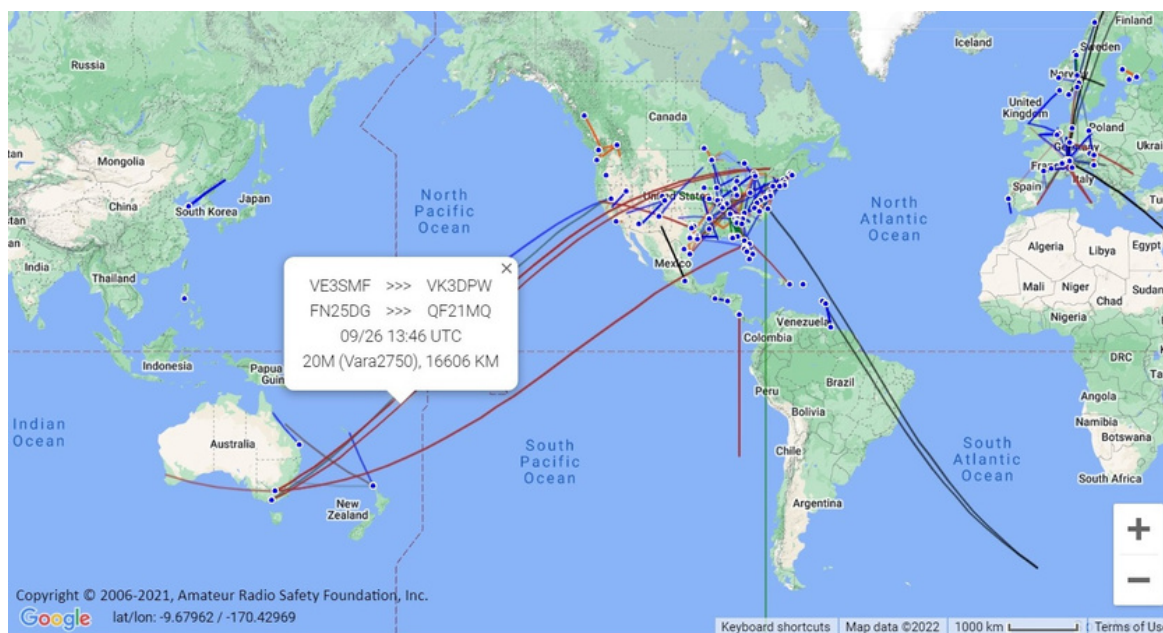 Iceland
Finland
Sweden
Norway
Russia
Canada
United
Kingdom
Poland
Germany
Ukrai
France
Italy
Spain
Tu
Mongolia
China
South Korea
Japan
North
Pacific
Ocean
United States
North
Atlantic
Ocean
Algeria
Libya
Egypt
Mali
Niger
Sudan
Chad
Nigeria
Ethio
India
Thailand
Mexico
Venezuela
Colombia
DRC
Ke
Tan
VE3SMF >>> VK3DPW
FN25DG >>> QF21MQ
09/26 13:46 UTC
20M (Vara2750), 16606 KM
Indonesia
Papua
Guin
Peru
Brazil
Bolivia
Angola
Namibia
Botswana
Indian
Ocean
Australia
South
Pacific
Ocean
Chile
South
Atlantic
Ocean
South Africa
New
Zealand
Argentina
+
−
Copyright © 2006-2021, Amateur Radio Safety Foundation, Inc.
Google lat/lon: -9.67962 / -170.42969
Keyboard shortcuts Map data ©2022 1000 km Terms of Us